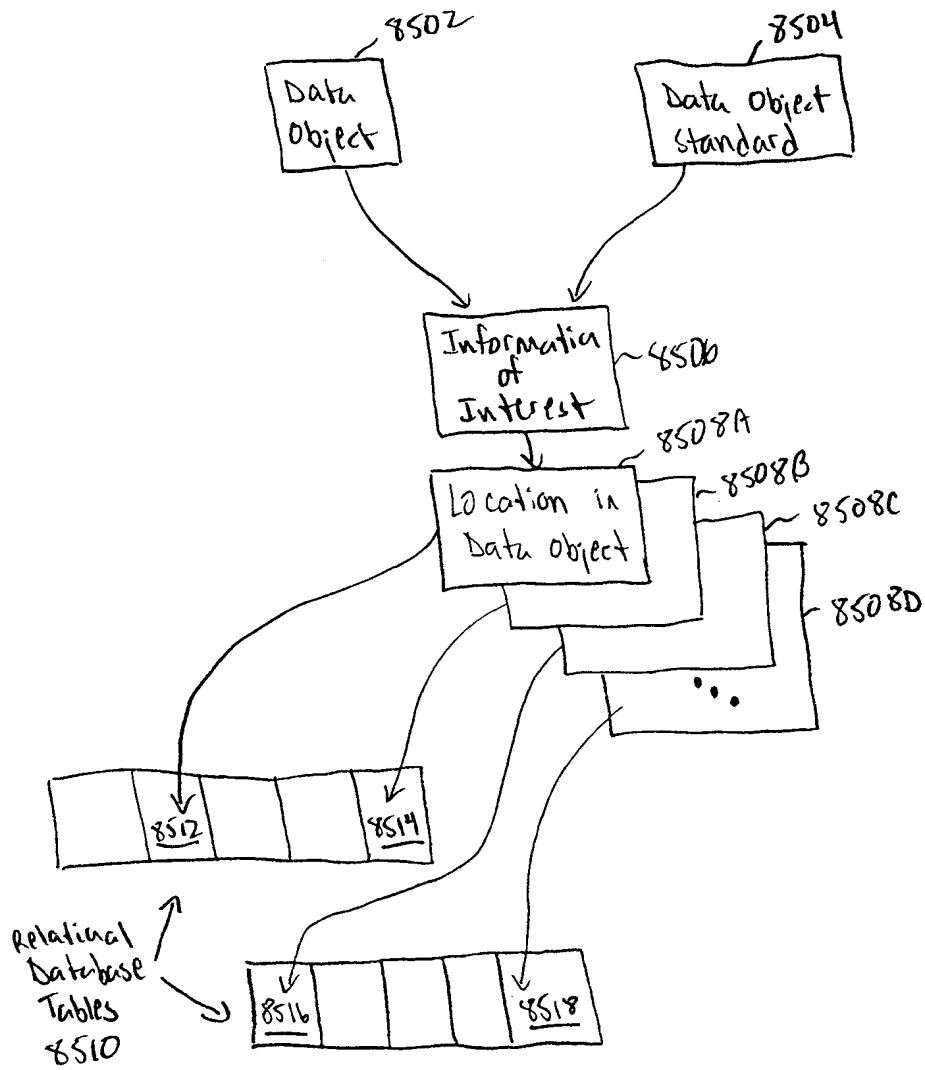 8502
8504
Data
Object
Data Object
Standard
Informatin
of
Interest
8506
8508A
8508B
8508C
8508D
Location in
Data Object
8512
8514
Relational
Database
Tables
8510
8516
8518